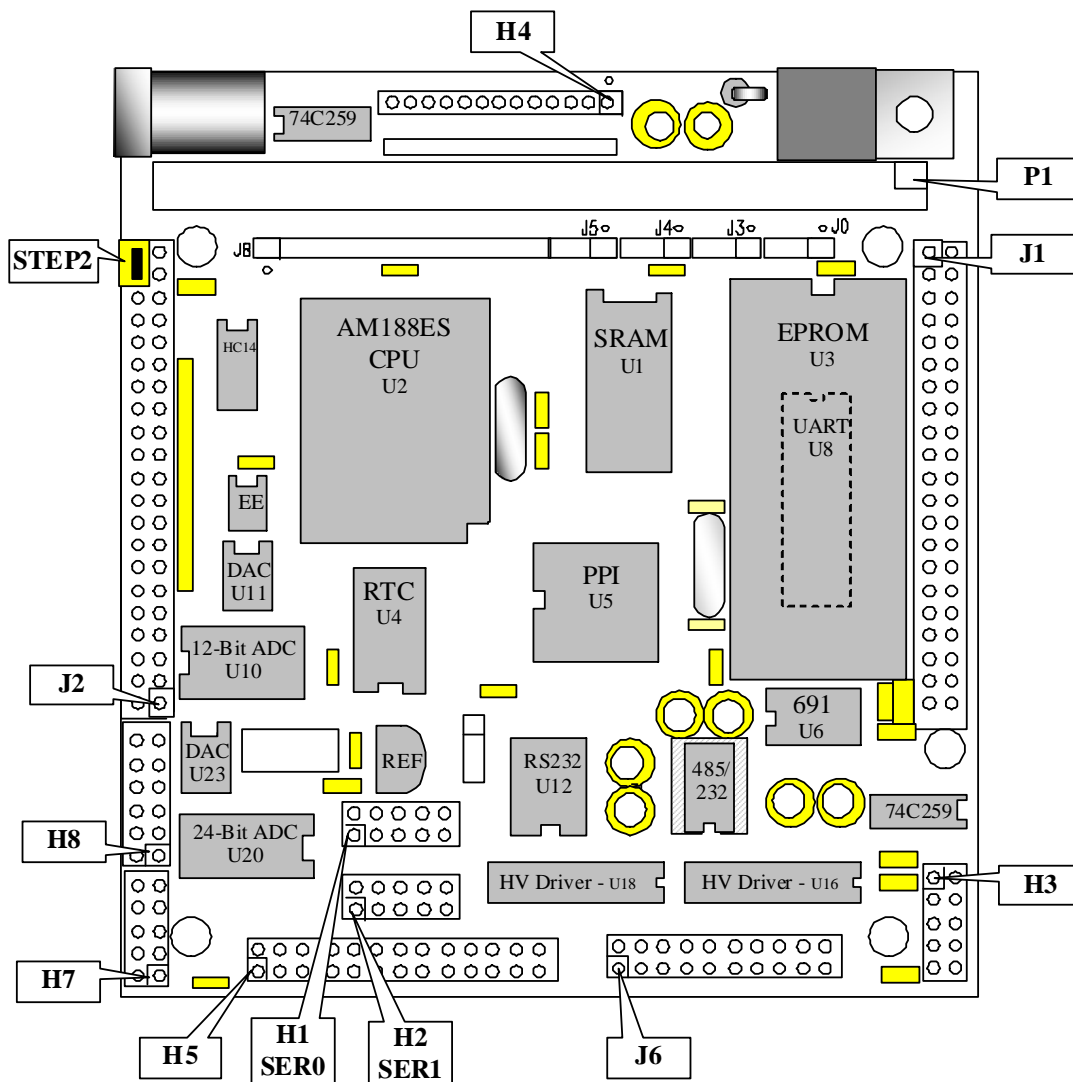 H4
74C259
P1
J8
J5
J4
J3
J0
STEP2
J1
AM188ES
CPU
U2
SRAM
U1
EPROM
U3
HC14
UART
U8
EE
DAC
U11
RTC
U4
PPI
U5
12-Bit ADC
U10
J2
691
U6
DAC
U23
REF
RS232
U12
485/
232
74C259
24-Bit ADC
U20
H8
HV Driver - U18
HV Driver - U16
H3
H7
H5
H1
SER0
H2
SER1
J6